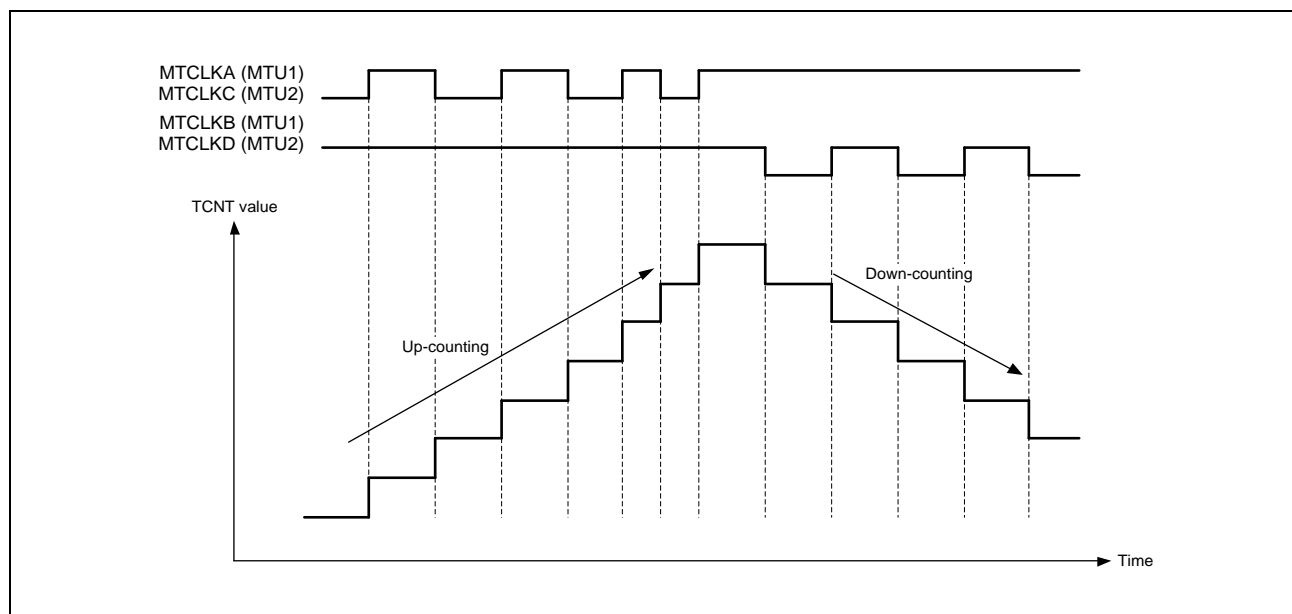 MTCLKA (MTU1)
MTCLKC (MTU2)
MTCLKB (MTU1)
MTCLKD (MTU2)
TCNT value
Down-counting
Up-counting
Time